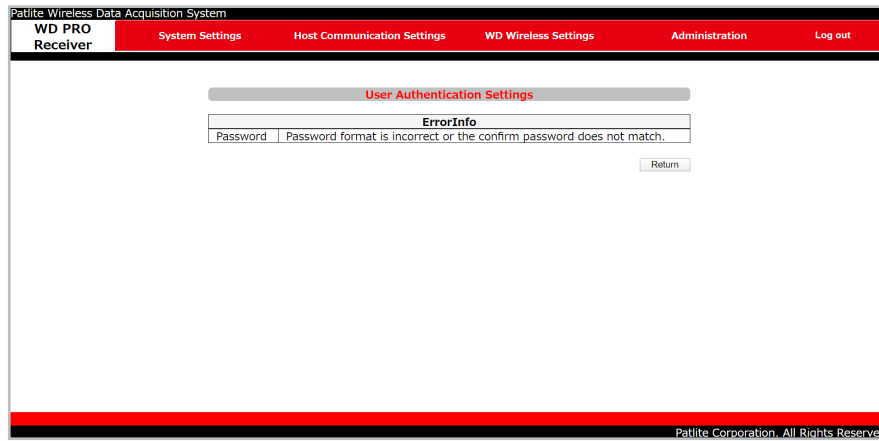 Patlite Wireless Data Acquisition System
WD PRO
Receiver
System Settings
Host Communication Settings
WD Wireless Settings
Administration
Log out
User Authentication Settings
ErrorInfo
Password
Password format is incorrect or the confirm password does not match.
Return
Patlite Corporation. All Rights Reserve